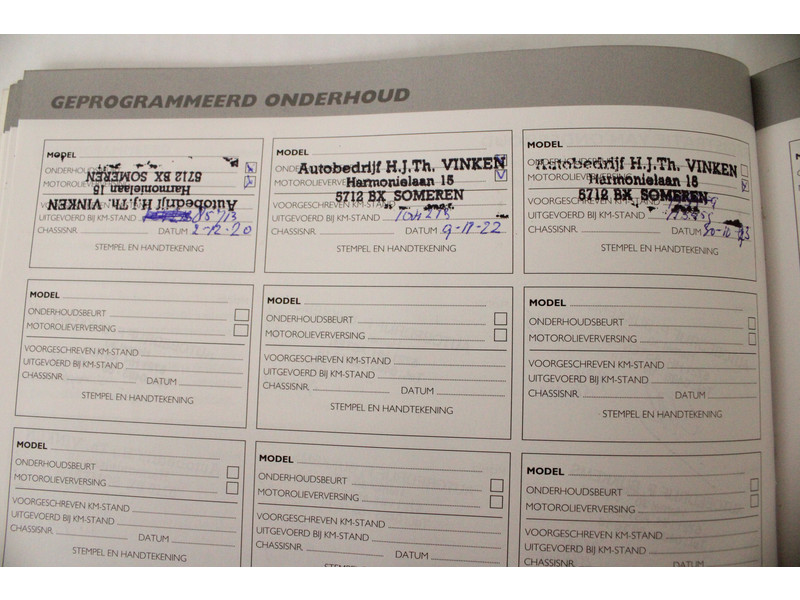 GEPROGRAMMEERD ONDERHOUD
MODEL
MOTOROLIEVERV
5712 BX SOMEREN
Harmonielaan 15
Autobedrijf H.J.Th. VINKEN
UITGEVOERD BIJ KM-STAND 85713
CHASSISNR. DATUM 2-12-20
STEMPEL EN HANDTEKENING
MODEL
Autobedrijf H.J.Th. VINKEN
MOTOROLIEVERV
Harmonielaan 15
5712 BX SOMEREN
UITGEVOERD BIJ KM-STAND
CHASSISNR. DATUM 9-11-22
STEMPEL EN HANDTEKENING
MODEL
Autobedrijf H.J.Th. VINKEN
Harmonielaan 15
5712 BX SOMEREN
UITGEVOERD BIJ KM-STAND
CHASSISNR. DATUM
STEMPEL EN HANDTEKENING
MODEL
ONDERHOUDSBEURT
MOTOROLIEVERVERSING
VOORGESCHREVEN KM-STAND
UITGEVOERD BIJ KM-STAND
CHASSISNR. DATUM
STEMPEL EN HANDTEKENING
MODEL
ONDERHOUDSBEURT
MOTOROLIEVERVERSING
VOORGESCHREVEN KM-STAND
UITGEVOERD BIJ KM-STAND
CHASSISNR. DATUM
STEMPEL EN HANDTEKENING
MODEL
ONDERHOUDSBEURT
MOTOROLIEVERVERSING
VOORGESCHREVEN KM-STAND
UITGEVOERD BIJ KM-STAND
CHASSISNR. DATUM
STEMPEL EN HANDTEKENING
MODEL
ONDERHOUDSBEURT
MOTOROLIEVERVERSING
VOORGESCHREVEN KM-STAND
UITGEVOERD BIJ KM-STAND
CHASSISNR. DATUM
STEMPEL EN HANDTEKENING
MODEL
ONDERHOUDSBEURT
MOTOROLIEVERVERSING
VOORGESCHREVEN KM-STAND
UITGEVOERD BIJ KM-STAND
CHASSISNR. DATUM
MODEL
ONDERHOUDSBEURT
MOTOROLIEVERVERSING
VOORGESCHREVEN KM-STAND
UITGEVOERD BIJ KM-STAND
CHASSISNR.